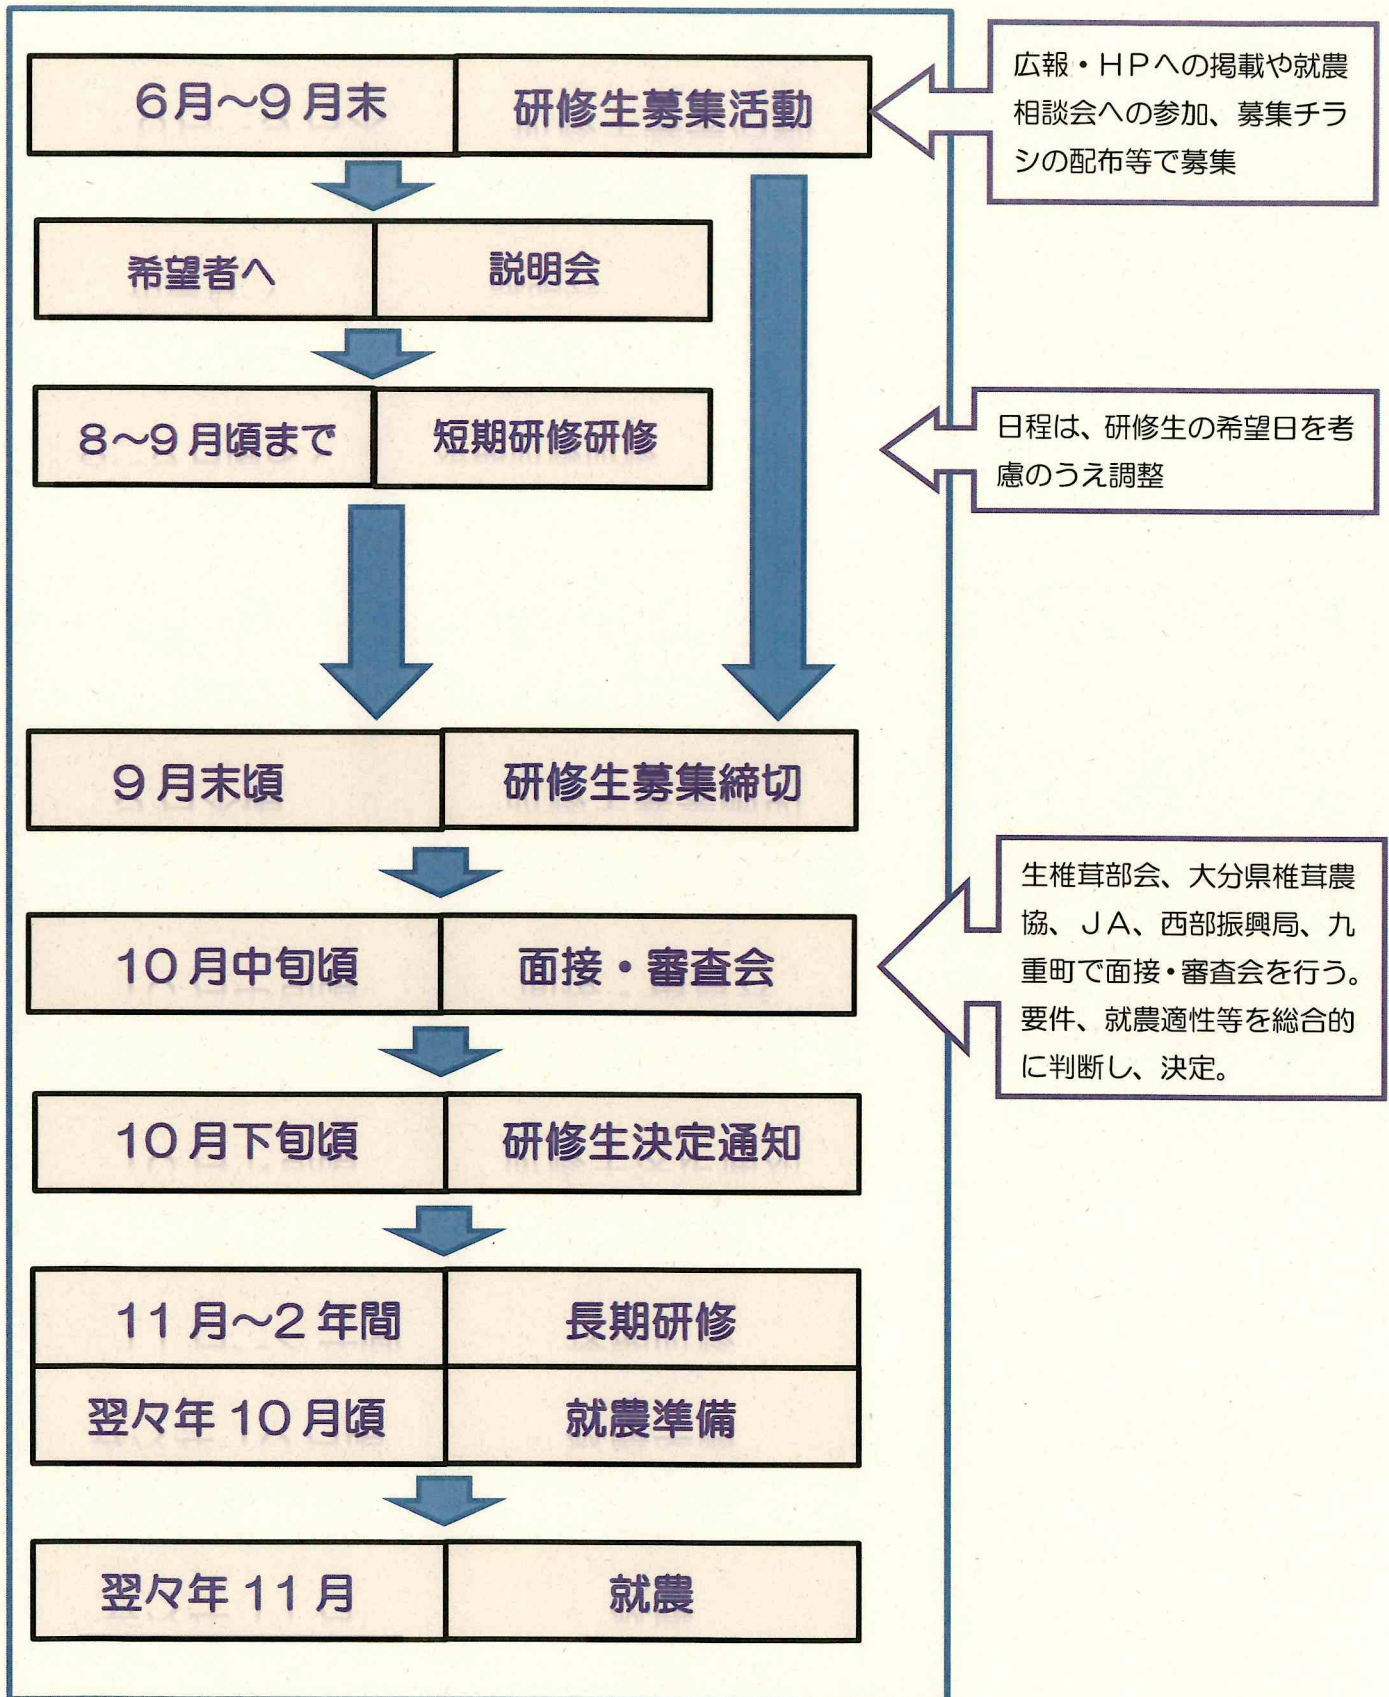 6月～9月末 研修生募集活動
広報・HPへの掲載や就農
相談会への参加、募集チラ
シの配布等で募集
希望者へ 説明会
8～9月頃まで 短期研修研修
日程は、研修生の希望日を考
慮のうえ調整
9月末頃 研修生募集締切
10月中旬頃 面接・審査会
生椎茸部会、大分県椎茸農
協、JA、西部振興局、九
重町で面接・審査会を行う。
要件、就農適性等を総合的
に判断し、決定。
10月下旬頃 研修生決定通知
11月～2年間 長期研修
翌々年10月頃 就農準備
翌々年11月 就農